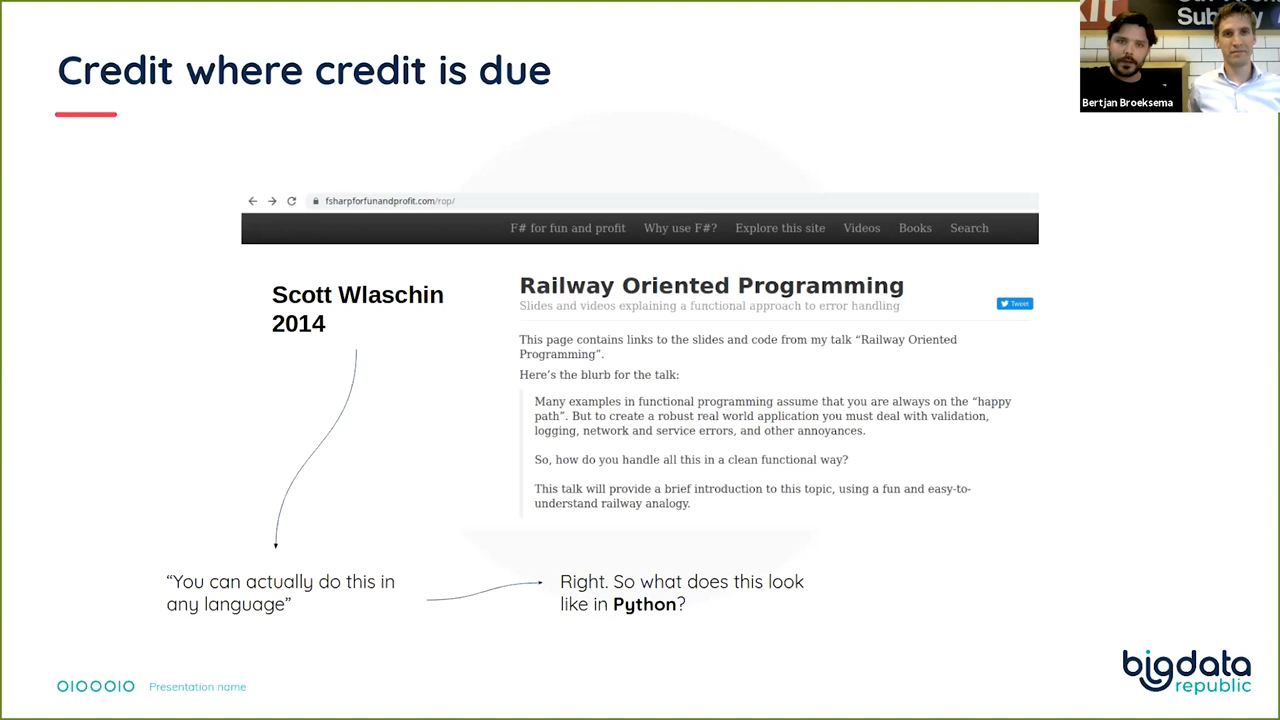 Credit where credit is due
Bertjan Broeksema
fsharpforfunandprofit.com/rop/
F# for fun and profit Why use F#? Explore this site Videos Books Search
Scott Wlaschin
2014
Railway Oriented Programming
Slides and videos explaining a functional approach to error handling
Tweet
This page contains links to the slides and code from my talk “Railway Oriented
Programming”.
Here’s the blurb for the talk:
Many examples in functional programming assume that you are always on the “happy
path”. But to create a robust real world application you must deal with validation,
logging, network and service errors, and other annoyances.
So, how do you handle all this in a clean functional way?
This talk will provide a brief introduction to this topic, using a fun and easy-to-
understand railway analogy.
“You can actually do this in
any language”
Right. So what does this look
like in Python?
0100010 Presentation name
bigdata
republic